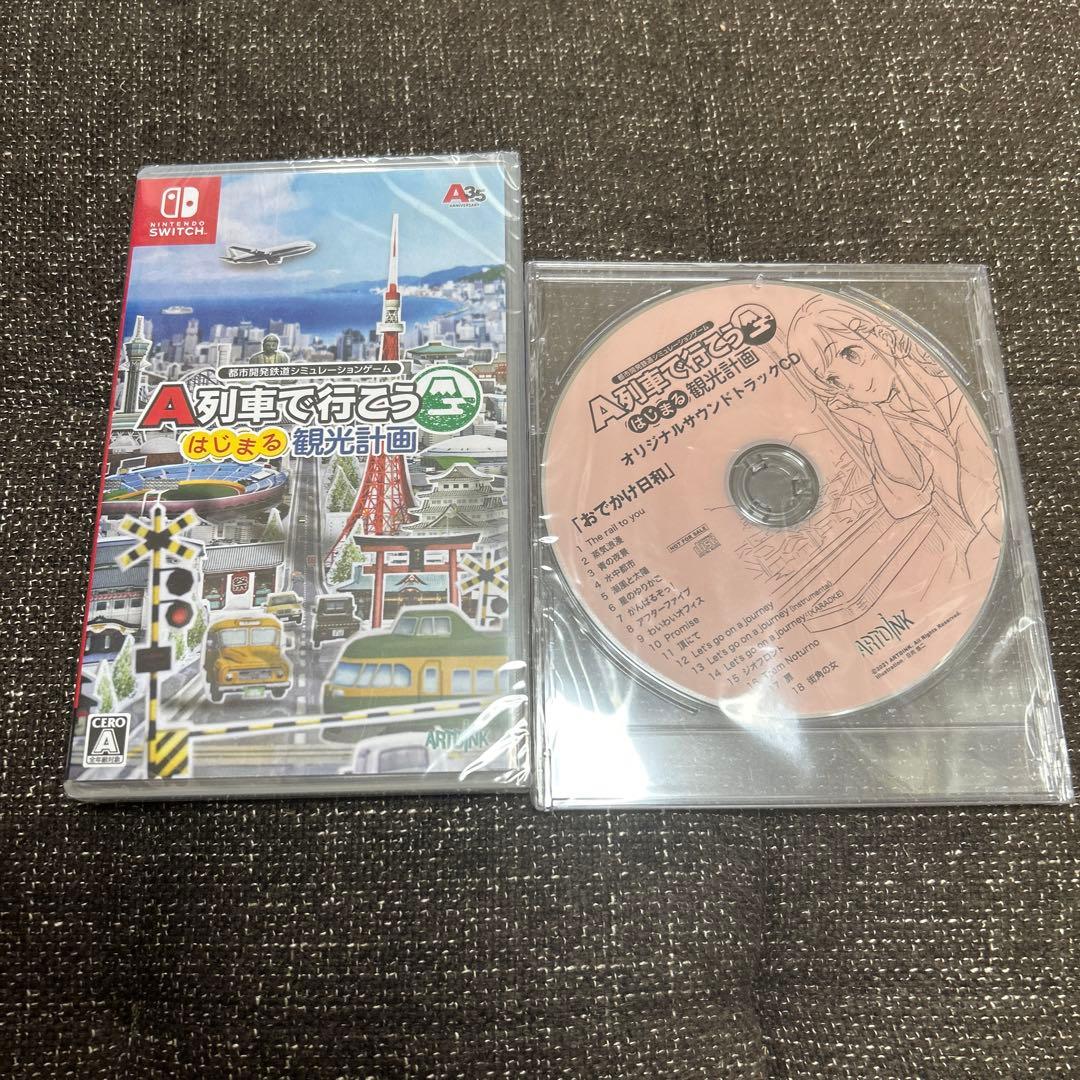 NINTENDO
SWITCH
A35
ANNIVERSARY
都市開発鉄道シミュレーションゲーム
A列車で行こう
はじまる観光計画
CERO
A
全年齢対象
ARTDINK
都市開発鉄道シミュレーションゲーム
A列車で行こう
はじまる観光計画
オリジナルサウンドトラックCD
「おでかけ日和」
1 The rail to you
2 蒸気浪漫
3 青の夜景
4 水中都市
5 潮風と太陽
6 星のゆりかご
7 がんばるぞっ
8 アフターファイブ
9 わいわいオフィス
10 Promise
11 頂にて
12 Let's go on a journey
13 Let's go on a journey (instrumental)
14 Let's go on a journey (KARAOKE)
15 ジオフロント
16 Tram Noturno
17 扉
18 街角の女
NOT FOR SALE
ARTDINK
©2021 ARTDINK. All Rights Reserved.